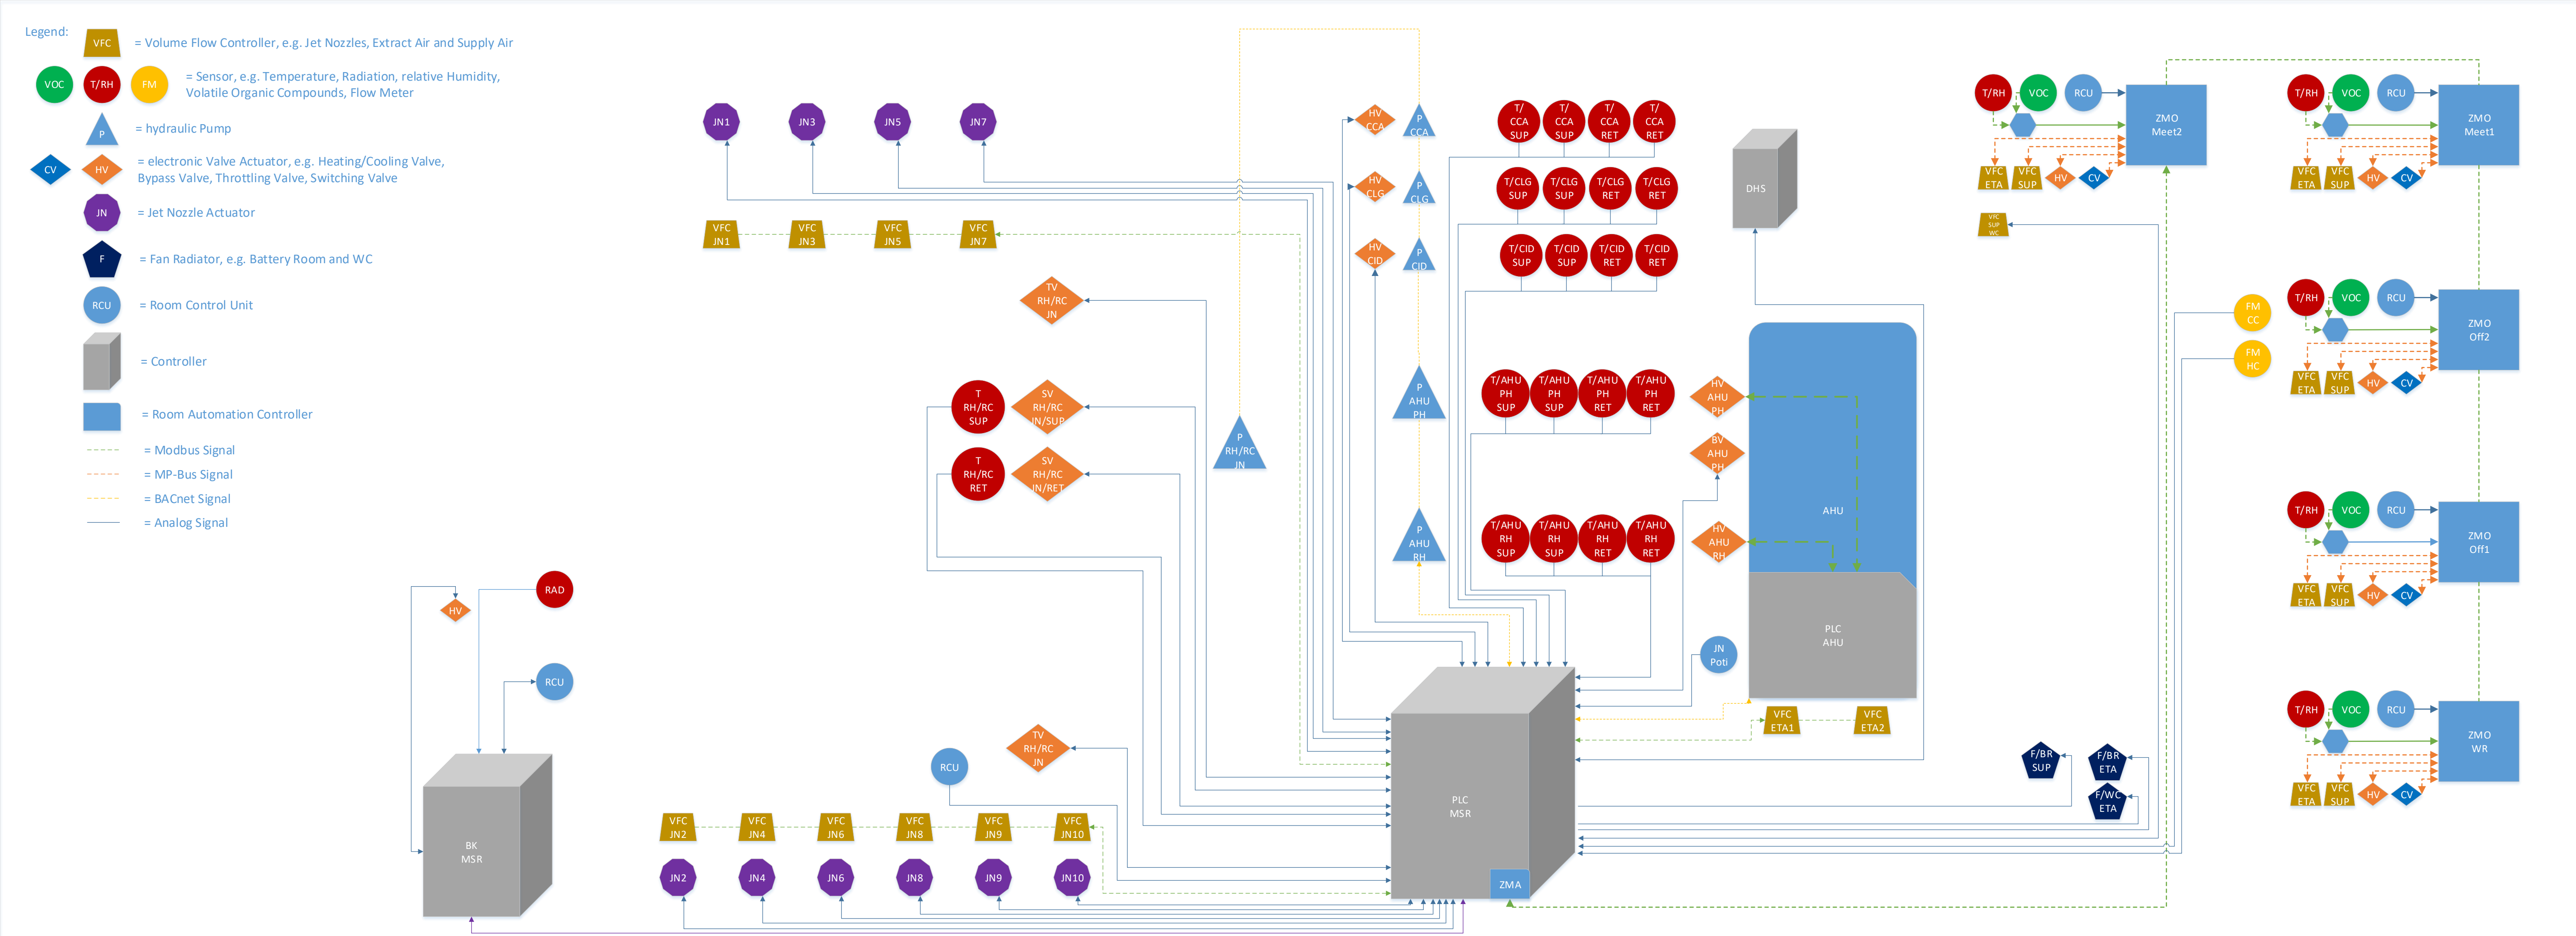 Legend:
VFC
= Volume Flow Controller, e.g. Jet Nozzles, Extract Air and Supply Air
VOC
T/RH
FM
= Sensor, e.g. Temperature, Radiation, relative Humidity,
Volatile Organic Compounds, Flow Meter
P
= hydraulic Pump
CV
HV
= electronic Valve Actuator, e.g. Heating/Cooling Valve,
Bypass Valve, Throttling Valve, Switching Valve
JN
= Jet Nozzle Actuator
F
= Fan Radiator, e.g. Battery Room and WC
RCU
= Room Control Unit
= Controller
= Room Automation Controller
= Modbus Signal
= MP-Bus Signal
= BACnet Signal
= Analog Signal
HV
RAD
RCU
BK
MSR
JN1
JN3
JN5
JN7
VFC
JN1
VFC
JN3
VFC
JN5
VFC
JN7
TV
RH/RC
JN
T
RH/RC
SUP
SV
RH/RC
JN/SUP
T
RH/RC
RET
SV
RH/RC
JN/RET
P
RH/RC
JN
TV
RH/RC
JN
RCU
VFC
JN2
VFC
JN4
VFC
JN6
VFC
JN8
VFC
JN9
VFC
JN10
JN2
JN4
JN6
JN8
JN9
JN10
HV
CCA
P
CCA
HV
CLG
P
CLG
HV
CID
P
CID
P
AHU
PH
P
AHU
RH
T/
CCA
SUP
T/
CCA
SUP
T/
CCA
RET
T/
CCA
RET
T/CLG
SUP
T/CLG
SUP
T/CLG
RET
T/CLG
RET
T/CID
SUP
T/CID
SUP
T/CID
RET
T/CID
RET
T/AHU
PH
SUP
T/AHU
PH
SUP
T/AHU
PH
RET
T/AHU
PH
RET
T/AHU
RH
SUP
T/AHU
RH
SUP
T/AHU
RH
RET
T/AHU
RH
RET
HV
AHU
PH
BV
AHU
PH
HV
AHU
RH
DHS
AHU
PLC
AHU
JN
Poti
VFC
ETA1
VFC
ETA2
PLC
MSR
ZMA
T/RH
VOC
RCU
ZMO
Meet2
VFC
ETA
VFC
SUP
HV
CV
VFC
SUP
WC
FM
CC
FM
HC
F/BR
SUP
F/BR
ETA
F/WC
ETA
T/RH
VOC
RCU
ZMO
Meet1
VFC
ETA
VFC
SUP
HV
CV
T/RH
VOC
RCU
ZMO
Off2
VFC
ETA
VFC
SUP
HV
CV
T/RH
VOC
RCU
ZMO
Off1
VFC
ETA
VFC
SUP
HV
CV
T/RH
VOC
RCU
ZMO
WR
VFC
ETA
VFC
SUP
HV
CV